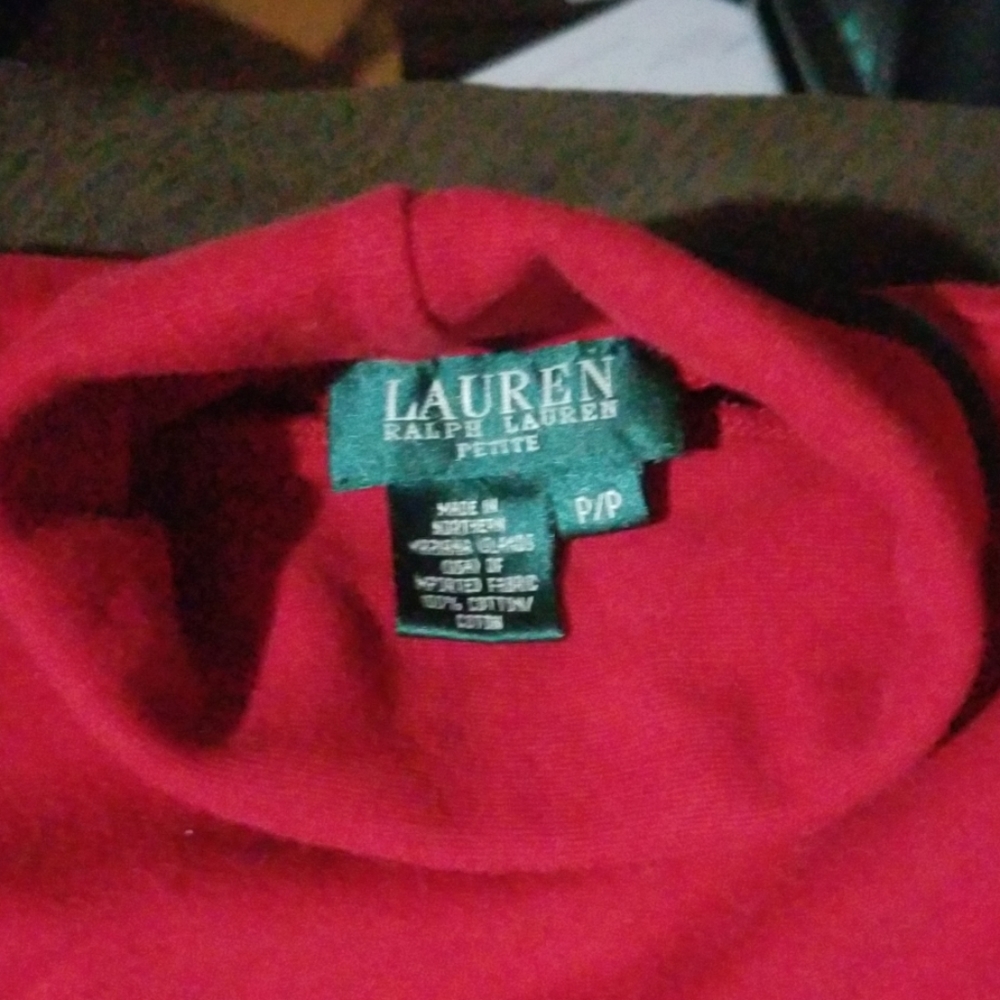 LAUREN
RALPH LAUREN
PETITE
P/P
MADE IN
NORTHERN
MARIANA ISLANDS
(USA) OF
IMPORTED FABRIC
100% COTTON/
COTON